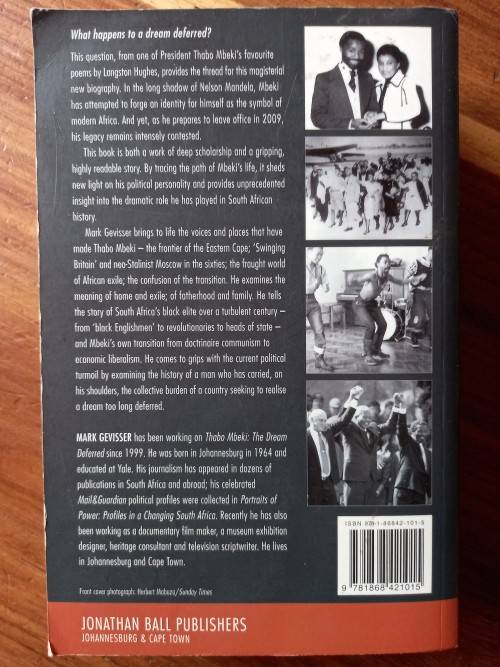 What happens to a dream deferred?
This question, from one of President Thabo Mbeki's favourite
poems by Langston Hughes, provides the thread for this magisterial
new biography. In the long shadow of Nelson Mandela, Mbeki
has attempted to forge an identity for himself as the symbol of
modern Africa. And yet, as he prepares to leave office in 2009,
his legacy remains intensely contested.
This book is both a work of deep scholarship and a gripping,
highly readable story. By tracing the path of Mbeki's life, it sheds
new light on his political personality and provides unprecedented
insight into the dramatic role he has played in South African
history.
Mark Gevisser brings to life the voices and places that have
made Thabo Mbeki – the frontier of the Eastern Cape; 'Swinging
Britain' and neo-Stalinist Moscow in the sixties; the fraught world
of African exile; the confusion of the transition. He examines the
meaning of home and exile; of fatherhood and family. He tells
the story of South Africa's black elite over a turbulent century –
from 'black Englishmen' to revolutionaries to heads of state –
and Mbeki's own transition from doctrinaire communism to
economic liberalism. He comes to grips with the current political
turmoil by examining the history of a man who has carried, on
his shoulders, the collective burden of a country seeking to realise
a dream too long deferred.
MARK GEVISSER has been working on Thabo Mbeki: The Dream
Deferred since 1999. He was born in Johannesburg in 1964 and
educated at Yale. His journalism has appeared in dozens of
publications in South Africa and abroad; his celebrated
Mail&Guardian political profiles were collected in Portraits of
Power: Profiles in a Changing South Africa. Recently he has also
been working as a documentary film maker, a museum exhibition
designer, heritage consultant and television scriptwriter. He lives
in Johannesburg and Cape Town.
Front cover photograph: Herbert Mabuza/Sunday Times
ISBN 978-1-86842-101-5
9 781868 421015
JONATHAN BALL PUBLISHERS
JOHANNESBURG & CAPE TOWN